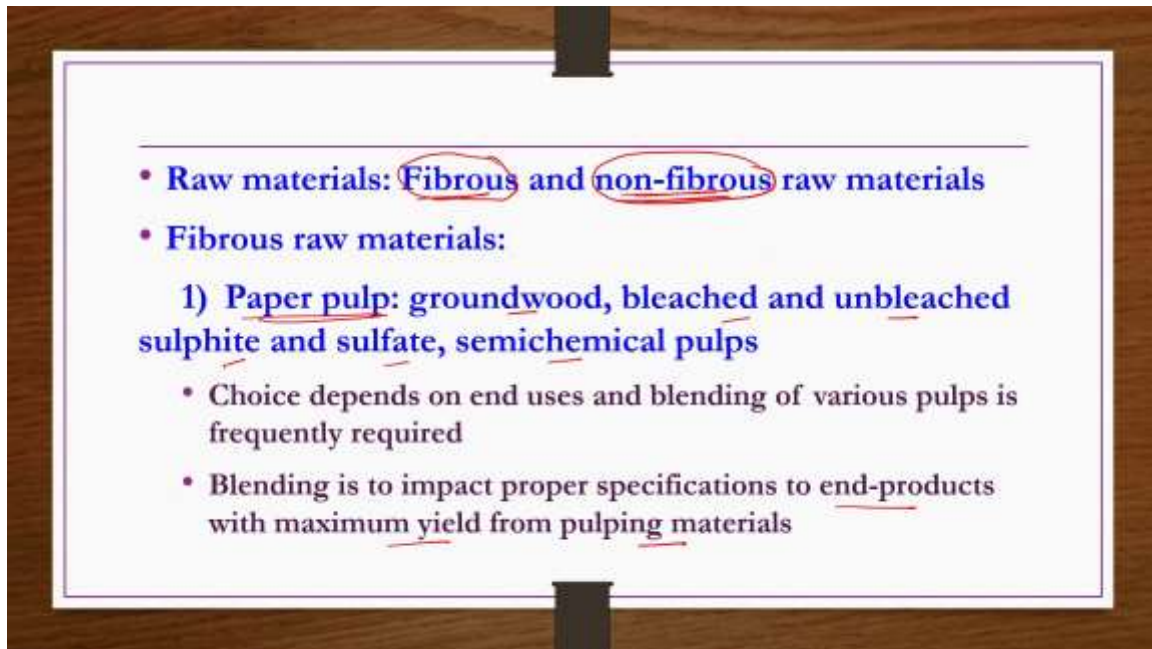 • Raw materials: Fibrous and non-fibrous raw materials
• Fibrous raw materials:
1) Paper pulp: groundwood, bleached and unbleached
sulphite and sulfate, semichemical pulps
• Choice depends on end uses and blending of various pulps is
frequently required
• Blending is to impact proper specifications to end-products
with maximum yield from pulping materials